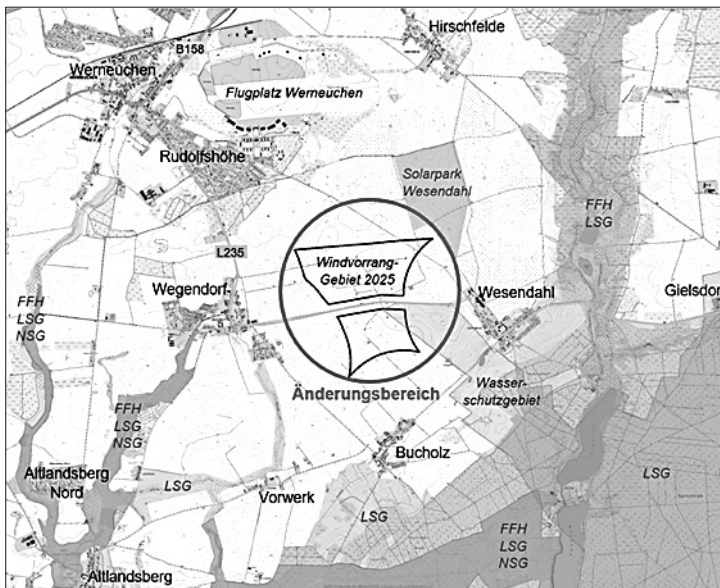 Hirschfelde
B158
Werneuchen
Flugplatz Werneuchen
Rudolfshöhe
Solarpark
Wesendahl
FFH
LSG
L235
Windvorrang-
Gebiet 2025
Wegendorf
Wesendahl
Gielsdorf
FFH
LSG
NSG
Änderungsbereich
Wasser-
schutzgebiet
FFH
LSG
NSG
Bucholz
Altlandsberg
Nord
LSG
Vorwerk
LSG
LSG
FFH
LSG
NSG
Altlandsberg